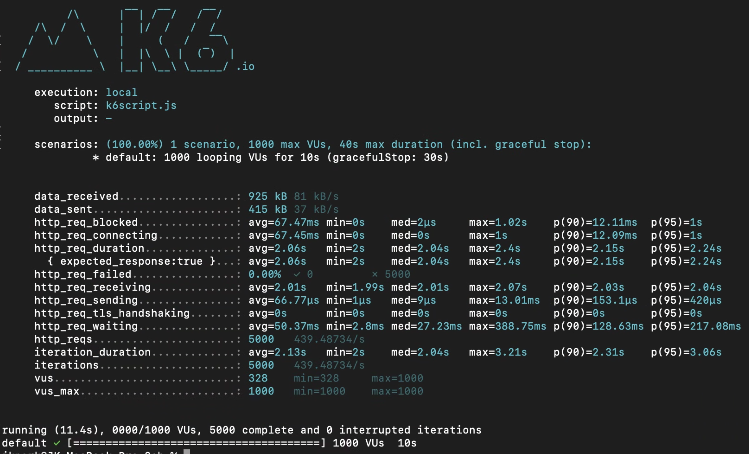 .io
execution: local
script: k6script.js
output: -
scenarios: (100.00%) 1 scenario, 1000 max VUs, 40s max duration (incl. graceful stop):
* default: 1000 looping VUs for 10s (gracefulStop: 30s)
data_received..................: 925 kB 81 kB/s
data_sent......................: 415 kB 37 kB/s
http_req_blocked...............: avg=67.47ms min=0s med=2µs max=1.02s p(90)=12.11ms p(95)=1s
http_req_connecting............: avg=67.45ms min=0s med=0s max=1s p(90)=12.09ms p(95)=1s
http_req_duration..............: avg=2.06s min=2s med=2.04s max=2.4s p(90)=2.15s p(95)=2.24s
{ expected_response:true }...: avg=2.06s min=2s med=2.04s max=2.4s p(90)=2.15s p(95)=2.24s
http_req_failed................: 0.00% ✓ 0 ✗ 5000
http_req_receiving.............: avg=2.01s min=1.99s med=2.01s max=2.07s p(90)=2.03s p(95)=2.04s
http_req_sending...............: avg=66.77µs min=1µs med=9µs max=13.01ms p(90)=153.1µs p(95)=420µs
http_req_tls_handshaking.......: avg=0s min=0s med=0s max=0s p(90)=0s p(95)=0s
http_req_waiting...............: avg=50.37ms min=2.8ms med=27.23ms max=388.75ms p(90)=128.63ms p(95)=217.08ms
http_reqs......................: 5000 439.48734/s
iteration_duration.............: avg=2.13s min=2s med=2.04s max=3.21s p(90)=2.31s p(95)=3.06s
iterations.....................: 5000 439.48734/s
vus............................: 328 min=328 max=1000
vus_max........................: 1000 min=1000 max=1000
running (11.4s), 0000/1000 VUs, 5000 complete and 0 interrupted iterations
default ✓ [======================================] 1000 VUs 10s